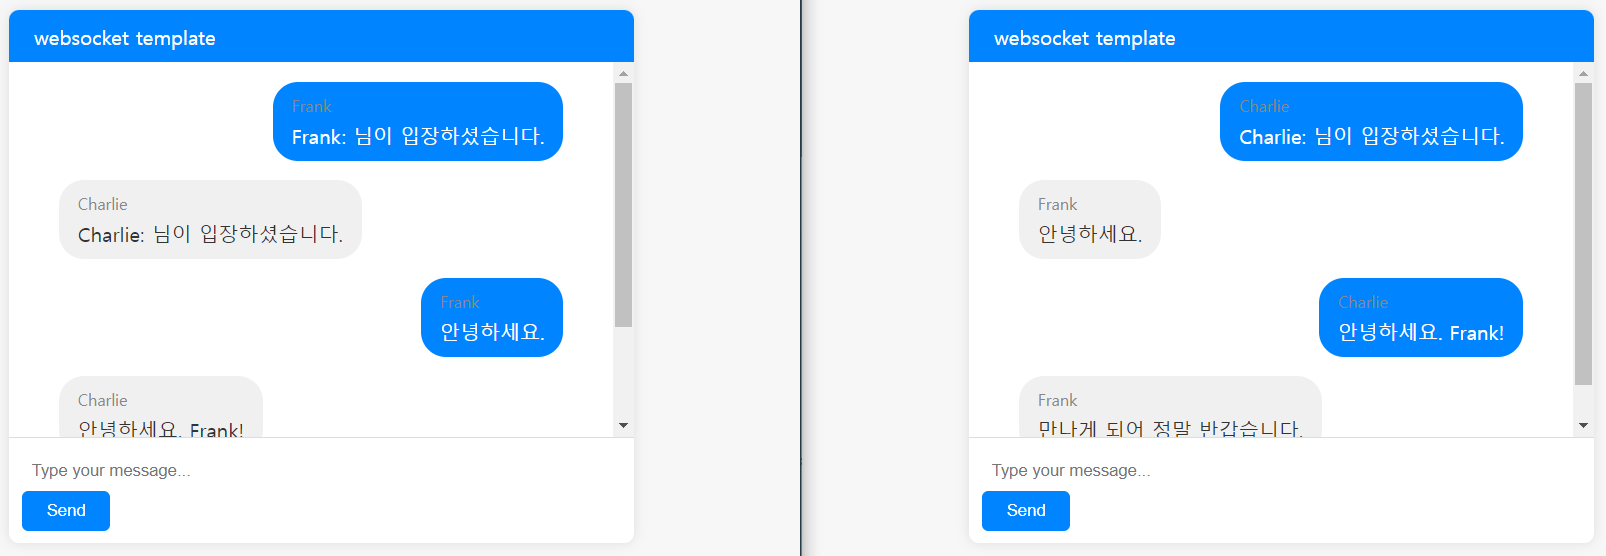 websocket template
Frank
Frank: 님이 입장하셨습니다.
Charlie
Charlie: 님이 입장하셨습니다.
Frank
안녕하세요.
Charlie
안녕하세요. Frank!
Type your message...
Send
websocket template
Charlie
Charlie: 님이 입장하셨습니다.
Frank
안녕하세요.
Charlie
안녕하세요. Frank!
Frank
만나게 되어 정말 반갑습니다.
Type your message...
Send